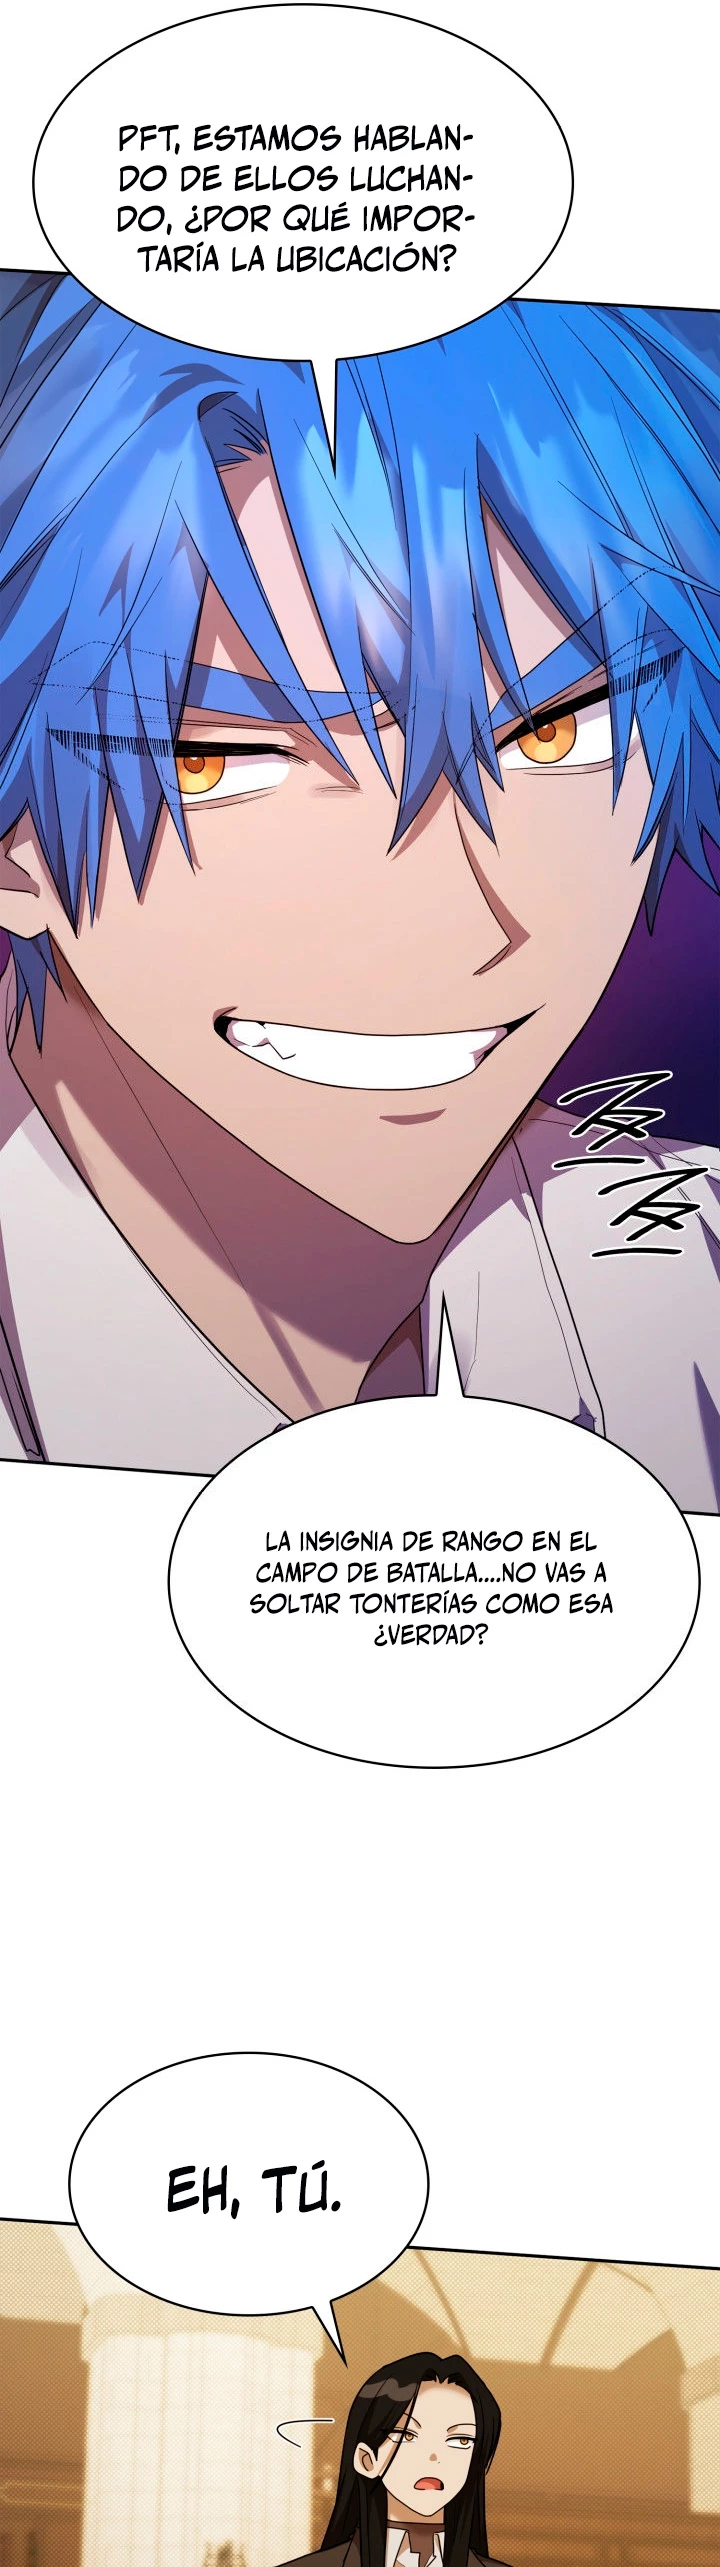 PFT, ESTAMOS HABLAN-
DO DE ELLOS LUCHAN-
DO, ¿POR QUÉ IMPOR-
TARÍA LA UBICACIÓN?
LA INSIGNIA DE RANGO EN EL
CAMPO DE BATALLA....NO VAS A
SOLTAR TONTERÍAS COMO ESA
¿VERDAD?
EH, TÚ.